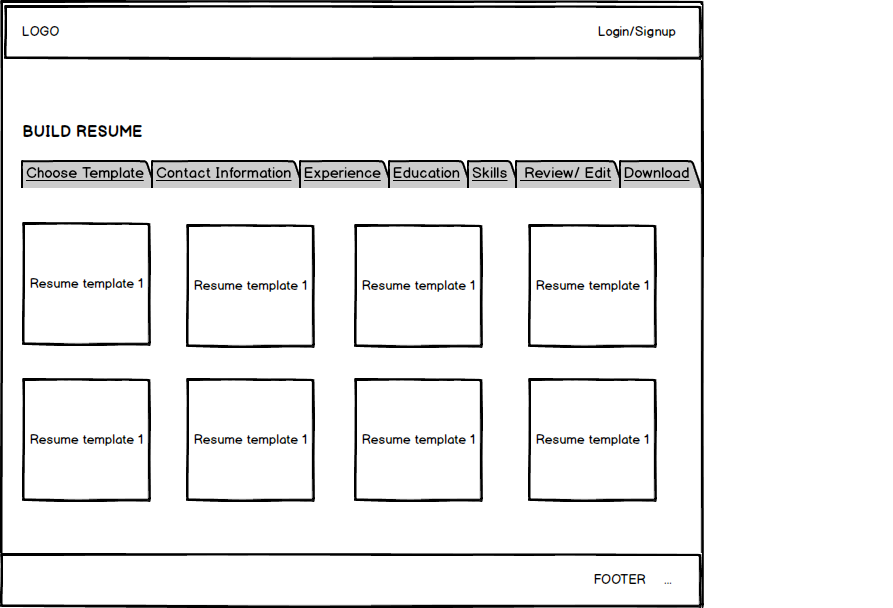 LOGO
Login/Signup
BUILD RESUME
Choose Template
Contact Information
Experience
Education
Skills
Review/ Edit
Download
Resume template 1
Resume template 1
Resume template 1
Resume template 1
Resume template 1
Resume template 1
Resume template 1
Resume template 1
FOOTER ...